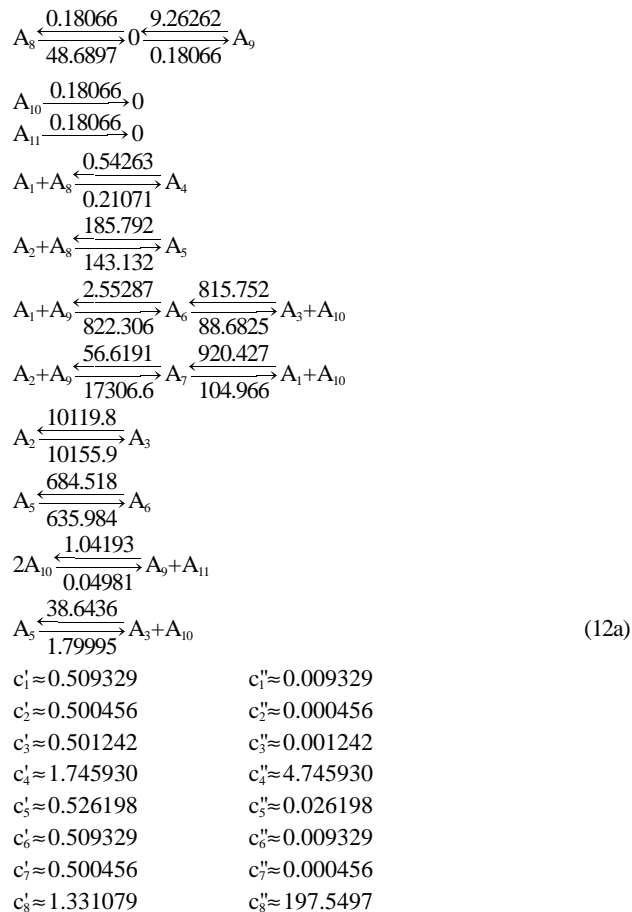 A₈ 0.18066 ⇄ 48.6897 0 9.26262 ⇄ 0.18066 A₉
A₁₀ 0.18066 → 0
A₁₁ 0.18066 → 0
A₁+A₈ 0.54263 ⇄ 0.21071 A₄
A₂+A₈ 185.792 ⇄ 143.132 A₅
A₁+A₉ 2.55287 ⇄ 822.306 A₆ 815.752 ⇄ 88.6825 A₃+A₁₀
A₂+A₉ 56.6191 ⇄ 17306.6 A₇ 920.427 ⇄ 104.966 A₁+A₁₀
A₂ 10119.8 ⇄ 10155.9 A₃
A₅ 684.518 ⇄ 635.984 A₆
2A₁₀ 1.04193 ⇄ 0.04981 A₉+A₁₁
A₅ 38.6436 ⇄ 1.79995 A₃+A₁₀ (12a)
c'₁≈0.509329 c''₁≈0.009329
c'₂≈0.500456 c''₂≈0.000456
c'₃≈0.501242 c''₃≈0.001242
c'₄≈1.745930 c''₄≈4.745930
c'₅≈0.526198 c''₅≈0.026198
c'₆≈0.509329 c''₆≈0.009329
c'₇≈0.500456 c''₇≈0.000456
c'₈≈1.331079 c''₈≈197.5497